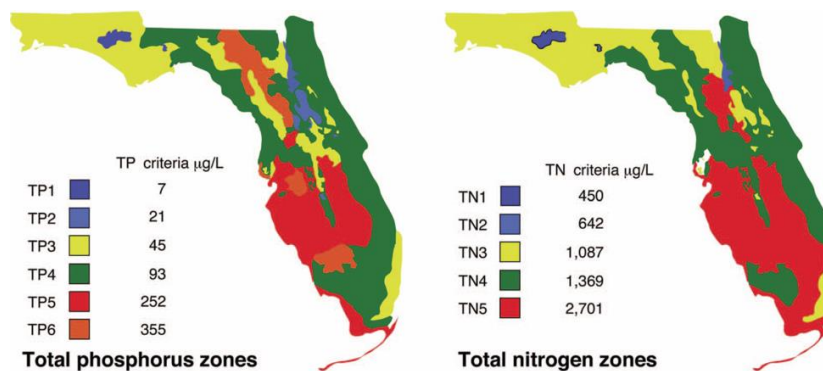 TP criteria µg/L
TP1 7
TP2 21
TP3 45
TP4 93
TP5 252
TP6 355
Total phosphorus zones
TN criteria µg/L
TN1 450
TN2 642
TN3 1,087
TN4 1,369
TN5 2,701
Total nitrogen zones